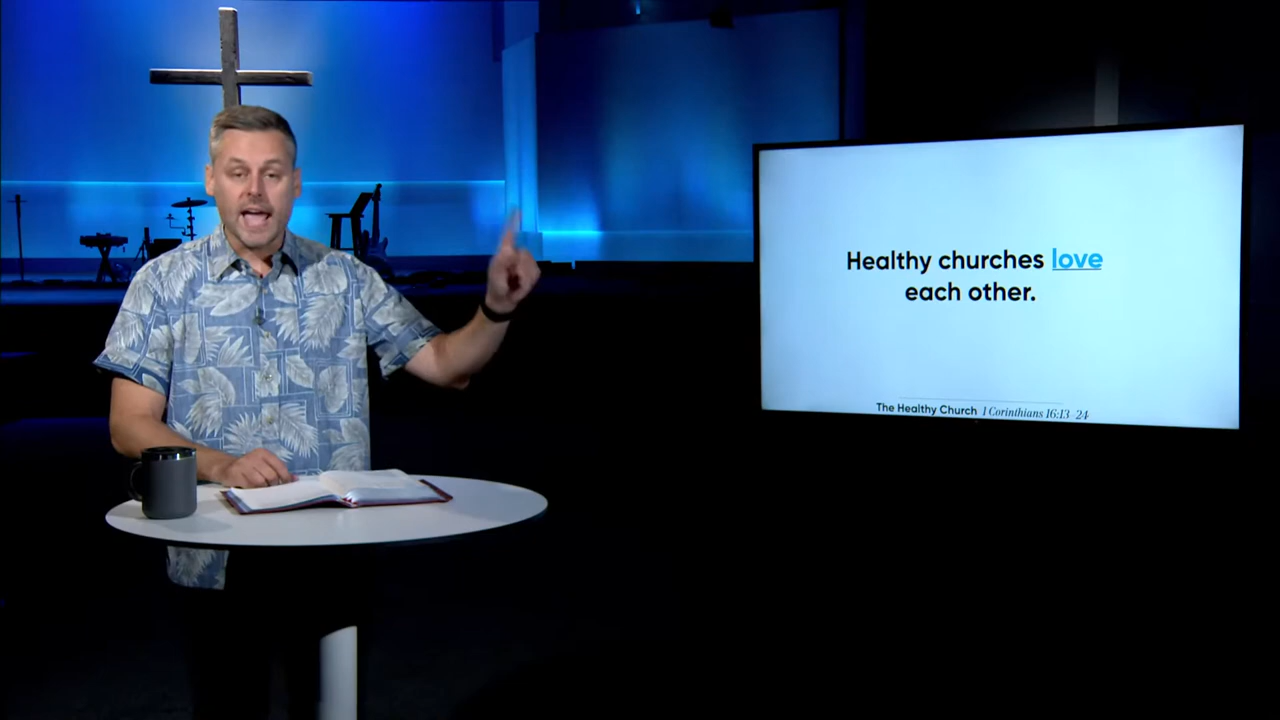 Healthy churches love
each other.
The Healthy Church 1 Corinthians 16:13-24